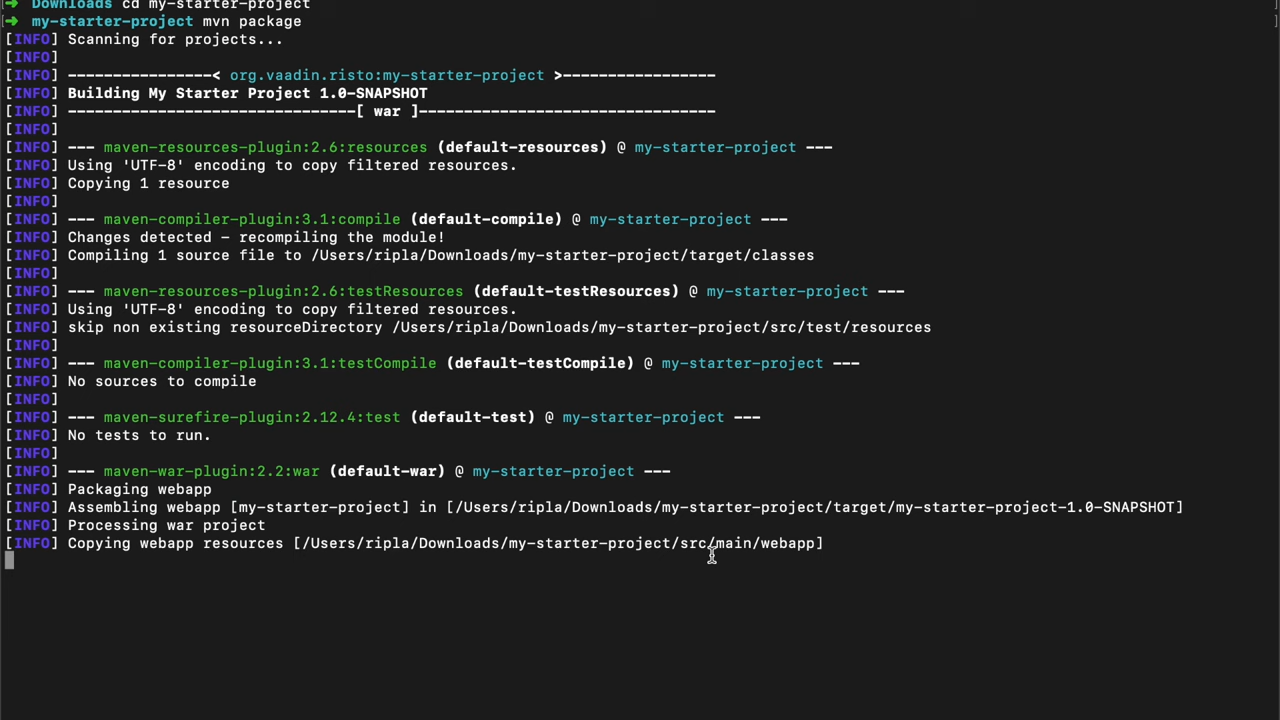 ➜ Downloads cd my-starter-project
➜ my-starter-project mvn package
[INFO] Scanning for projects...
[INFO]
[INFO] ----------------< org.vaadin.risto:my-starter-project >-----------------
[INFO] Building My Starter Project 1.0-SNAPSHOT
[INFO] --------------------------------[ war ]---------------------------------
[INFO]
[INFO] --- maven-resources-plugin:2.6:resources (default-resources) @ my-starter-project ---
[INFO] Using 'UTF-8' encoding to copy filtered resources.
[INFO] Copying 1 resource
[INFO]
[INFO] --- maven-compiler-plugin:3.1:compile (default-compile) @ my-starter-project ---
[INFO] Changes detected - recompiling the module!
[INFO] Compiling 1 source file to /Users/ripla/Downloads/my-starter-project/target/classes
[INFO]
[INFO] --- maven-resources-plugin:2.6:testResources (default-testResources) @ my-starter-project ---
[INFO] Using 'UTF-8' encoding to copy filtered resources.
[INFO] skip non existing resourceDirectory /Users/ripla/Downloads/my-starter-project/src/test/resources
[INFO]
[INFO] --- maven-compiler-plugin:3.1:testCompile (default-testCompile) @ my-starter-project ---
[INFO] No sources to compile
[INFO]
[INFO] --- maven-surefire-plugin:2.12.4:test (default-test) @ my-starter-project ---
[INFO] No tests to run.
[INFO]
[INFO] --- maven-war-plugin:2.2:war (default-war) @ my-starter-project ---
[INFO] Packaging webapp
[INFO] Assembling webapp [my-starter-project] in [/Users/ripla/Downloads/my-starter-project/target/my-starter-project-1.0-SNAPSHOT]
[INFO] Processing war project
[INFO] Copying webapp resources [/Users/ripla/Downloads/my-starter-project/src/main/webapp]